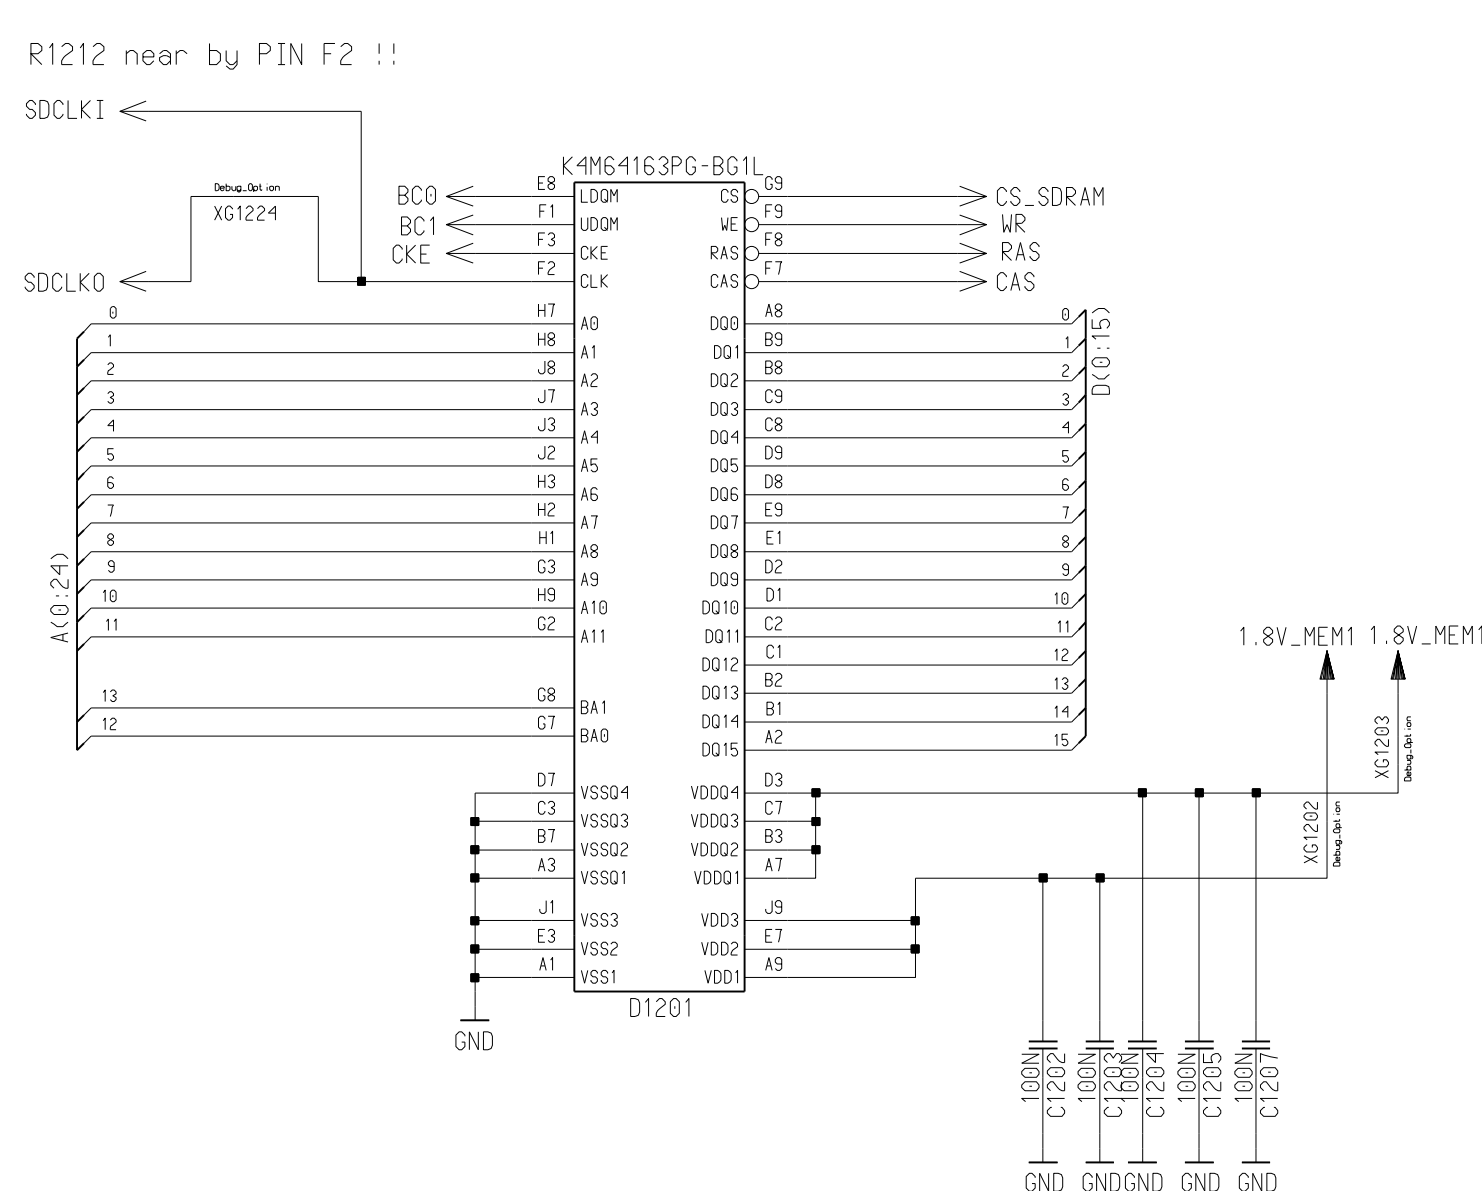 R1212 near by PIN F2 !!
SDCLKI
K4M64163PG-BG1L
Debug_Option
XG1224
BC0 E8 LDQM CS G9 CS_SDRAM
BC1 F1 UDQM WE F9 WR
CKE F3 CKE RAS F8 RAS
SDCLKO F2 CLK CAS F7 CAS
0 H7 A0 DQ0 A8 0
1 H8 A1 DQ1 B9 1
2 J8 A2 DQ2 B8 2
3 J7 A3 DQ3 C9 3
4 J3 A4 DQ4 C8 4
5 J2 A5 DQ5 D9 5
6 H3 A6 DQ6 D8 6
7 H2 A7 DQ7 E9 7
8 H1 A8 DQ8 E1 8
9 G3 A9 DQ9 D2 9
10 H9 A10 DQ10 D1 10
11 G2 A11 DQ11 C2 11
DQ12 C1 12
DQ13 B2 13
13 G8 BA1 DQ14 B1 14
12 G7 BA0 DQ15 A2 15
A(0:24)
D(0:15)
D7 VSSQ4 VDDQ4 D3
C3 VSSQ3 VDDQ3 C7
B7 VSSQ2 VDDQ2 B3
A3 VSSQ1 VDDQ1 A7
J1 VSS3 VDD3 J9
E3 VSS2 VDD2 E7
A1 VSS1 VDD1 A9
D1201
GND
1.8V_MEM1 1.8V_MEM1
XG1203
Debug_Option
XG1202
Debug_Option
100N C1202
100N C1203
100N C1204
100N C1205
100N C1207
GND GND GND GND GND